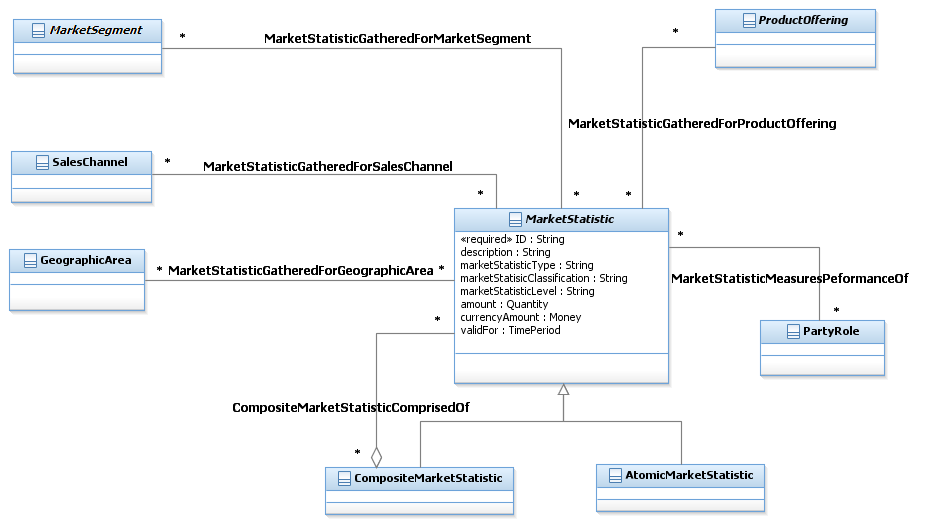 MarketSegment
ProductOffering
*
*
MarketStatisticGatheredForMarketSegment
MarketStatisticGatheredForProductOffering
SalesChannel
*
MarketStatisticGatheredForSalesChannel
*
*
*
MarketStatistic
«required» ID : String
description : String
marketStatisticType : String
marketStatisicClassification : String
marketStatisticLevel : String
amount : Quantity
currencyAmount : Money
validFor : TimePeriod
*
GeographicArea
* MarketStatisticGatheredForGeographicArea *
MarketStatisticMeasuresPeformanceOf
*
*
PartyRole
CompositeMarketStatisticComprisedOf
*
CompositeMarketStatistic
AtomicMarketStatistic